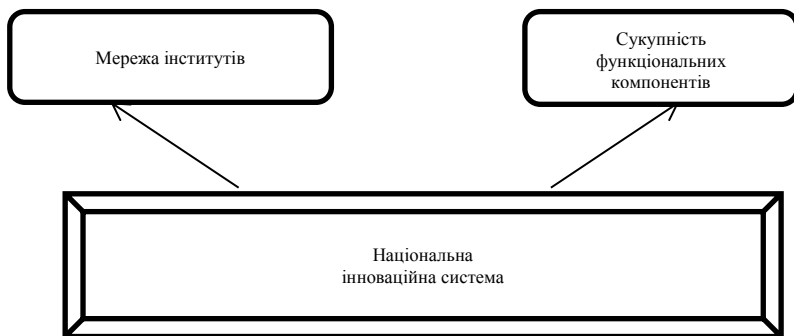 Мережа інститутів
Сукупність
функціональних
компонентів
Національна
інноваційна система